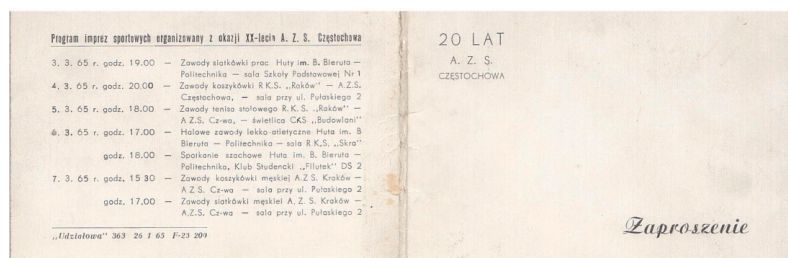 Program imprez sportowych organizowany z okazji XX-lecia A. Z. S. Częstochowa
3. 3. 65 r. godz. 19.00 — Zawody siatkówki prac Huty im. B. Bieruta —
Politechnika — sala Szkoły Podstawowej Nr 1
4. 3. 65 r. godz. 20.00 — Zawody koszykówki R.K.S. „Raków” — A.Z.S.
Częstochowa, — sala przy ul. Pułaskiego 2
5. 3. 65 r. godz. 18.00 — Zawody tenisa stołowego R.K.S. „Raków” —
A.Z.S. Cz-wa, — świetlica CKS „Budowlani”
6. 3. 65 r. godz. 17.00 — Halowe zawody lekko-atletyczne Huta im. B
Bieruta — Politechnika — sala R.K.S. „Skra”
godz. 18.00 — Spotkanie szachowe Huta im. B. Bieruta —
Politechnika, Klub Studencki „Filutek” DS 2
7. 3. 65 r. godz. 15 30 — Zawody koszykówki męskiej A.Z S. Kraków —
A.Z S. Cz-wa — sala przy ul. Pułaskiego 2
godz. 17.00 — Zawody siatkówki męskiej A. Z. S. Kraków —
A.Z.S. Cz-wa — sala przy ul. Pułaskiego 2
„Udziałowa” 363 26 1 65 F-23 200
20 LAT
A. Z. S.
CZĘSTOCHOWA
Zaproszenie